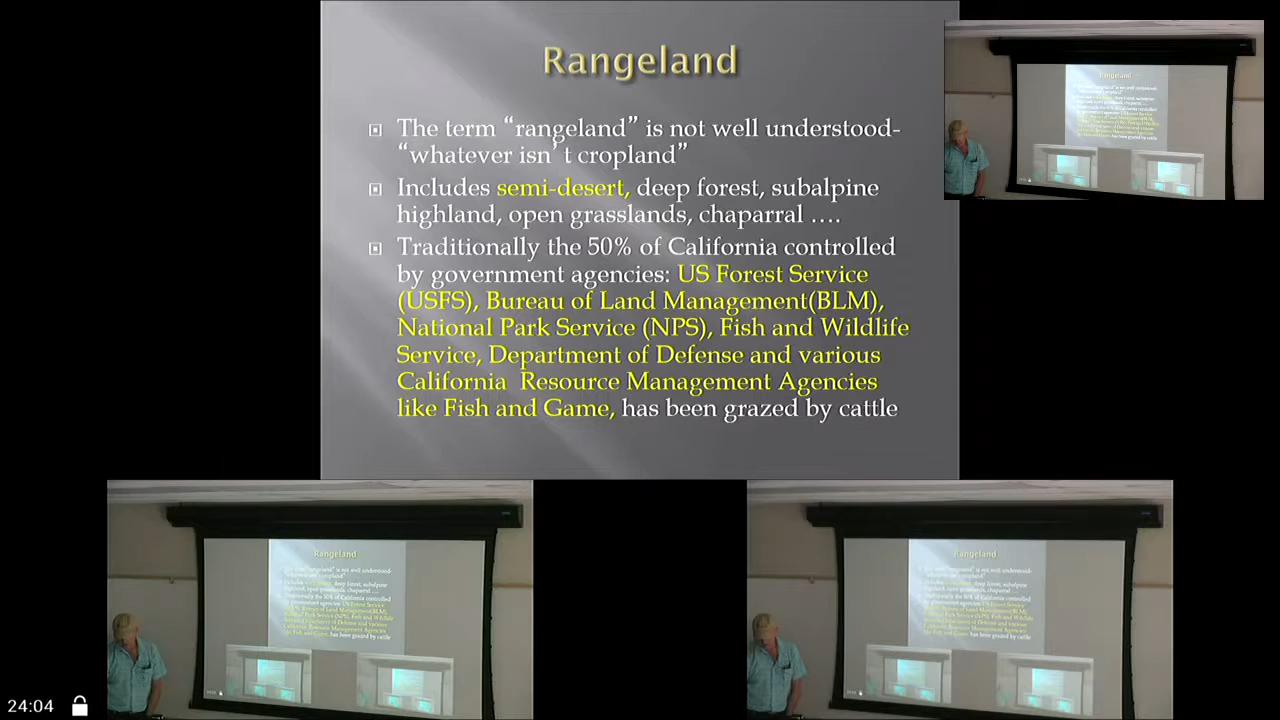 Rangeland
The term “rangeland” is not well understood-
“whatever isn’ t cropland”
Includes semi-desert, deep forest, subalpine
highland, open grasslands, chaparral ….
Traditionally the 50% of California controlled
by government agencies: US Forest Service
(USFS), Bureau of Land Management(BLM),
National Park Service (NPS), Fish and Wildlife
Service, Department of Defense and various
California  Resource Management Agencies
like Fish and Game, has been grazed by cattle
24:04